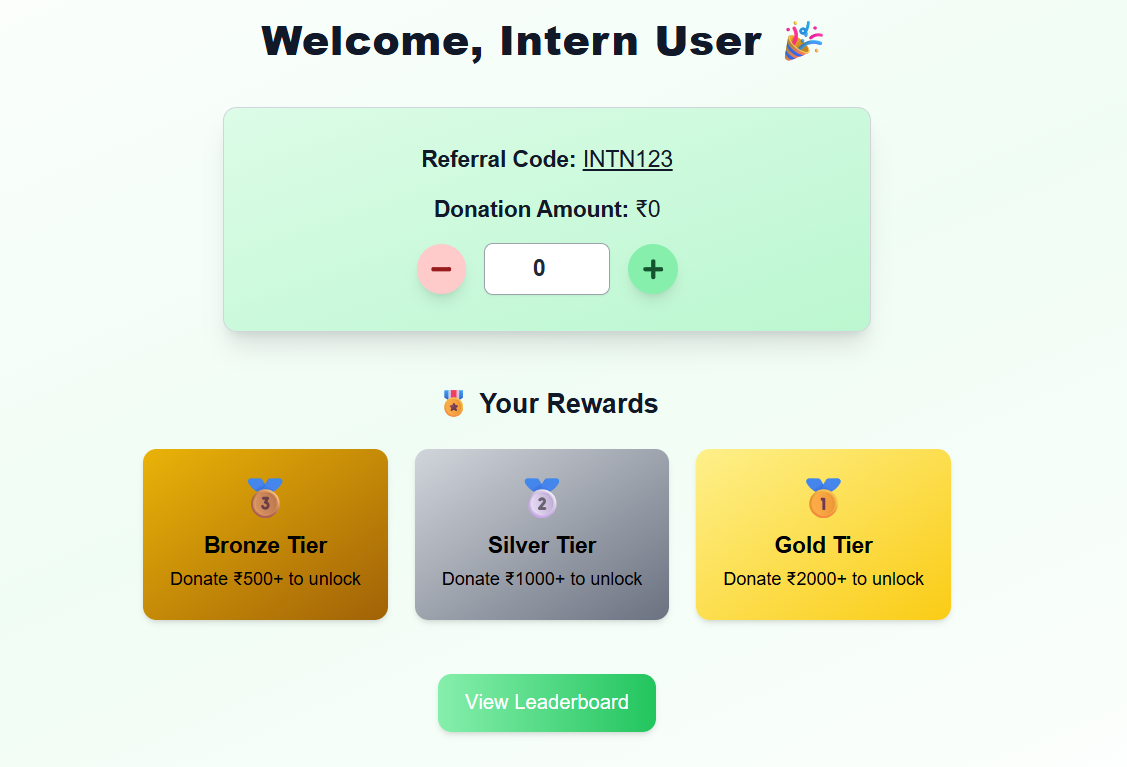 Welcome, Intern User 🎉
Referral Code: INTN123
Donation Amount: ₹0
0
Your Rewards
3
2
1
Bronze Tier
Silver Tier
Gold Tier
Donate ₹500+ to unlock
Donate ₹1000+ to unlock
Donate ₹2000+ to unlock
View Leaderboard